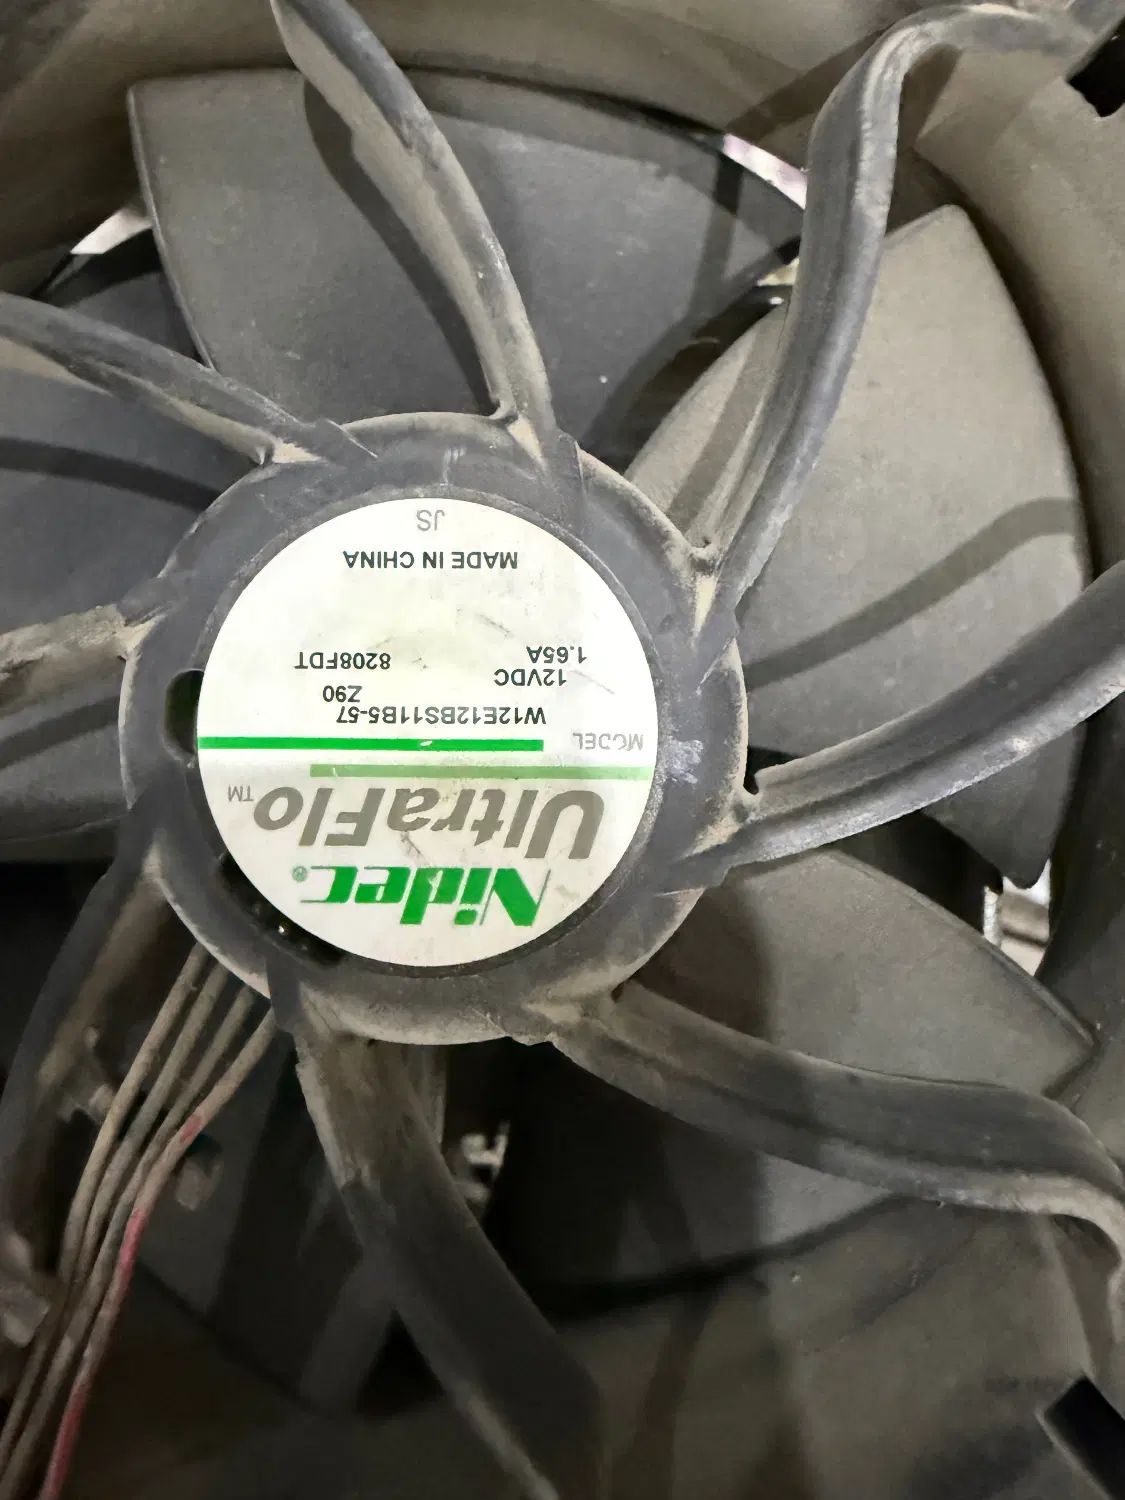 Nidec®
UltraFlo™
MODEL W12E12BS11B5-57
Z90
12VDC
1.65A 8208FDT
MADE IN CHINA
JS